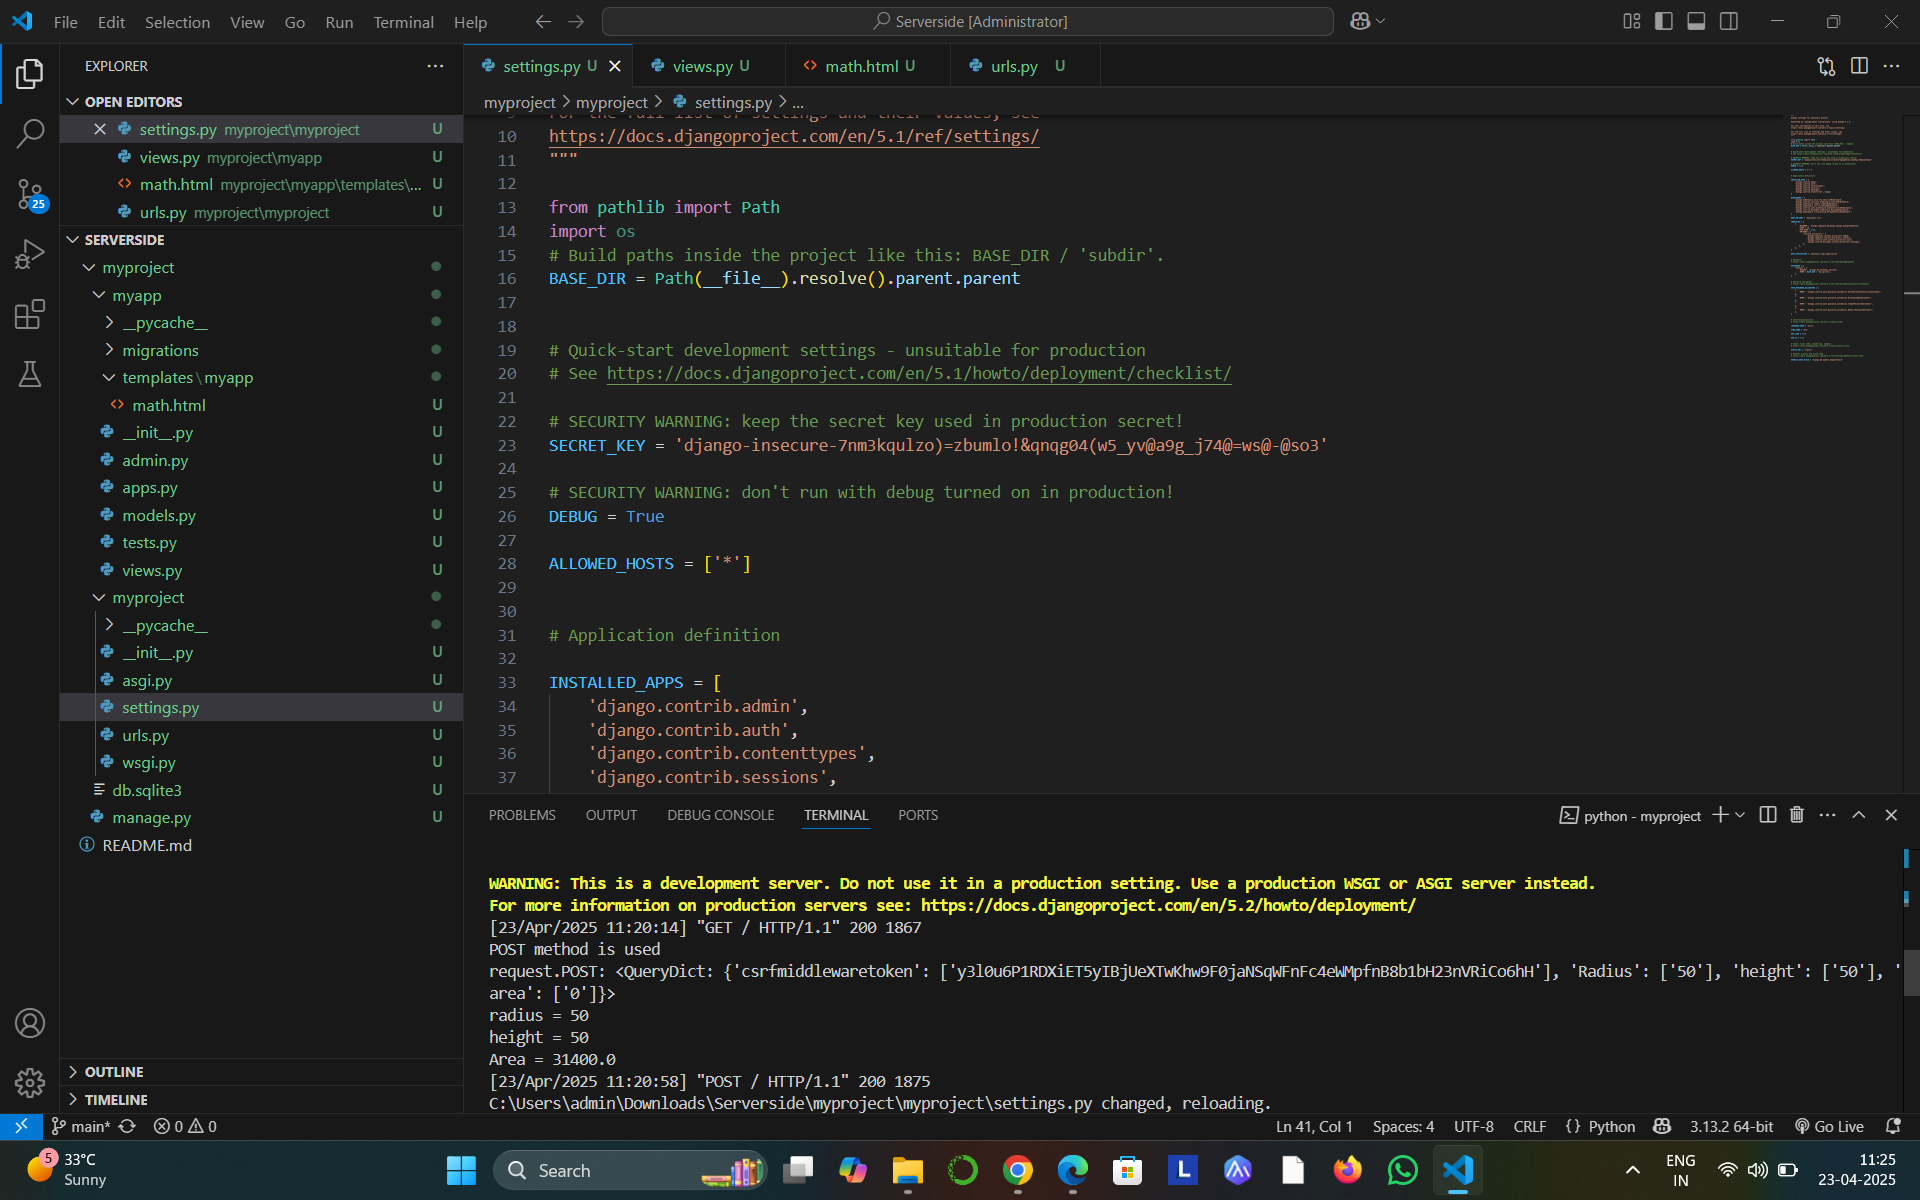 File Edit Selection View Go Run Terminal Help
Serverside [Administrator]
EXPLORER
OPEN EDITORS
settings.py myproject\myproject U
views.py myproject\myapp U
math.html myproject\myapp\templates\... U
urls.py myproject\myproject U
SERVERSIDE
myproject
myapp
__pycache__
migrations
templates\myapp
math.html U
__init__.py U
admin.py U
apps.py U
models.py U
tests.py U
views.py U
myproject
__pycache__
__init__.py U
asgi.py U
settings.py U
urls.py U
wsgi.py U
db.sqlite3 U
manage.py U
README.md
OUTLINE
TIMELINE
25
settings.py U
views.py U
math.html U
urls.py U
myproject > myproject > settings.py > ...
For the full list of settings and their values, see
10 https://docs.djangoproject.com/en/5.1/ref/settings/
11 """
12
13 from pathlib import Path
14 import os
15 # Build paths inside the project like this: BASE_DIR / 'subdir'.
16 BASE_DIR = Path(__file__).resolve().parent.parent
17
18
19 # Quick-start development settings - unsuitable for production
20 # See https://docs.djangoproject.com/en/5.1/howto/deployment/checklist/
21
22 # SECURITY WARNING: keep the secret key used in production secret!
23 SECRET_KEY = 'django-insecure-7nm3kqulzo)=zbumlo!&qnqg04(w5_yv@a9g_j74@=ws@-@so3'
24
25 # SECURITY WARNING: don't run with debug turned on in production!
26 DEBUG = True
27
28 ALLOWED_HOSTS = ['*']
29
30
31 # Application definition
32
33 INSTALLED_APPS = [
34 'django.contrib.admin',
35 'django.contrib.auth',
36 'django.contrib.contenttypes',
37 'django.contrib.sessions',
PROBLEMS OUTPUT DEBUG CONSOLE TERMINAL PORTS
python - myproject
WARNING: This is a development server. Do not use it in a production setting. Use a production WSGI or ASGI server instead.
For more information on production servers see: https://docs.djangoproject.com/en/5.2/howto/deployment/
[23/Apr/2025 11:20:14] "GET / HTTP/1.1" 200 1867
POST method is used
request.POST: <QueryDict: {'csrfmiddlewaretoken': ['y3l0u6P1RDXiET5yIBjUeXTwKhw9F0jaNSqWFnFc4eWMpfnB8b1bH23nVRiCo6hH'], 'Radius': ['50'], 'height': ['50'], '
area': ['0']}>
radius = 50
height = 50
Area = 31400.0
[23/Apr/2025 11:20:58] "POST / HTTP/1.1" 200 1875
C:\Users\admin\Downloads\Serverside\myproject\myproject\settings.py changed, reloading.
main* 0 0
Ln 41, Col 1 Spaces: 4 UTF-8 CRLF {} Python 3.13.2 64-bit Go Live
5
33°C
Sunny
Search
ENG
IN
11:25
23-04-2025